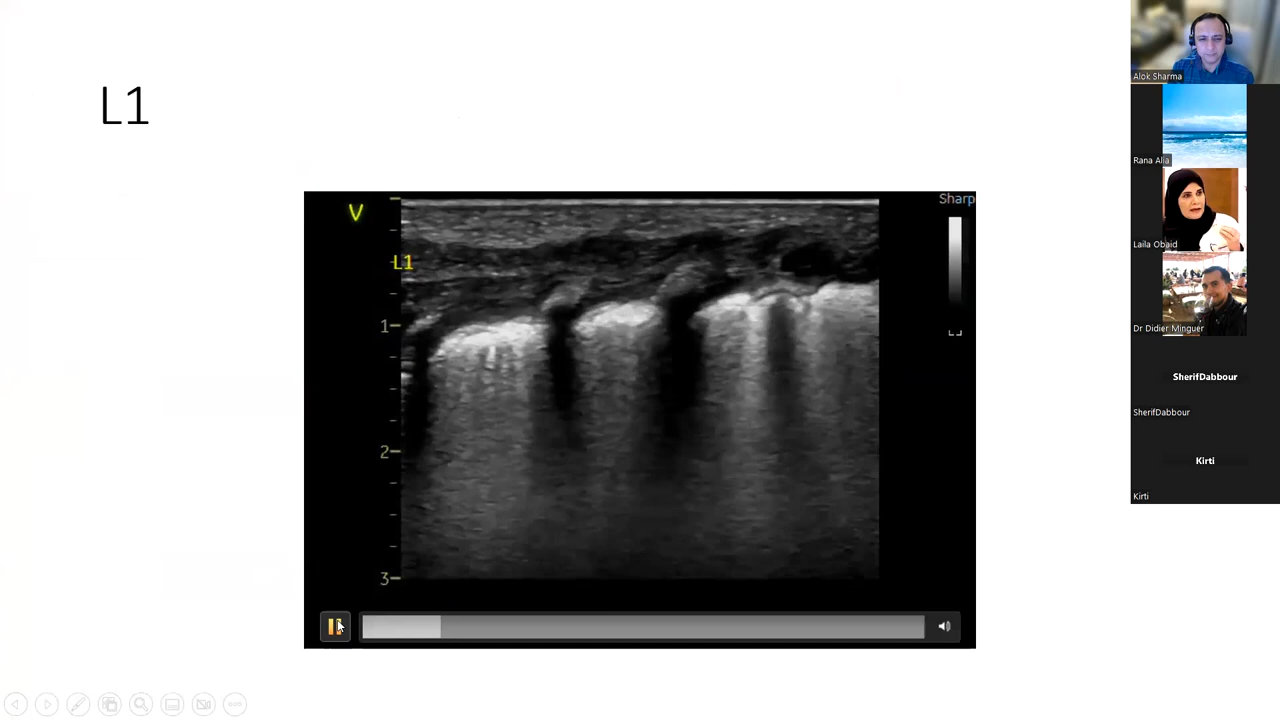 L1
V
Sharp
L1
1
2
3
Alok Sharma
Rana Alia
Laila Obaid
Dr Didier Minguer
SherifDabbour
SherifDabbour
Kirti
Kirti